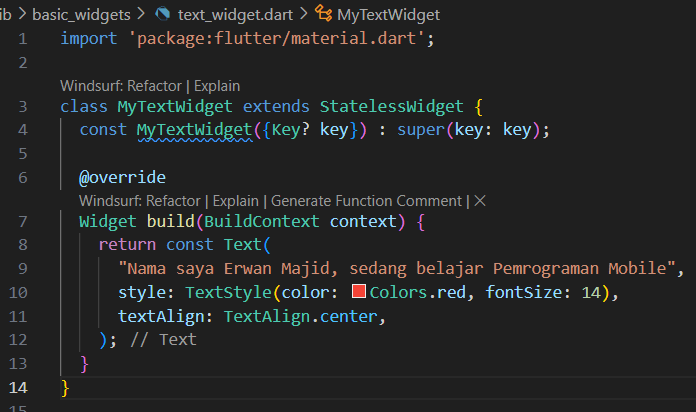 ib > basic_widgets > text_widget.dart > MyTextWidget
1 import 'package:flutter/material.dart';
2
Windsurf: Refactor | Explain
3 class MyTextWidget extends StatelessWidget {
4 const MyTextWidget({Key? key}) : super(key: key);
5
6 @override
Windsurf: Refactor | Explain | Generate Function Comment | ×
7 Widget build(BuildContext context) {
8 return const Text(
9 "Nama saya Erwan Majid, sedang belajar Pemrograman Mobile",
10 style: TextStyle(color: Colors.red, fontSize: 14),
11 textAlign: TextAlign.center,
12 ); // Text
13 }
14 }
15